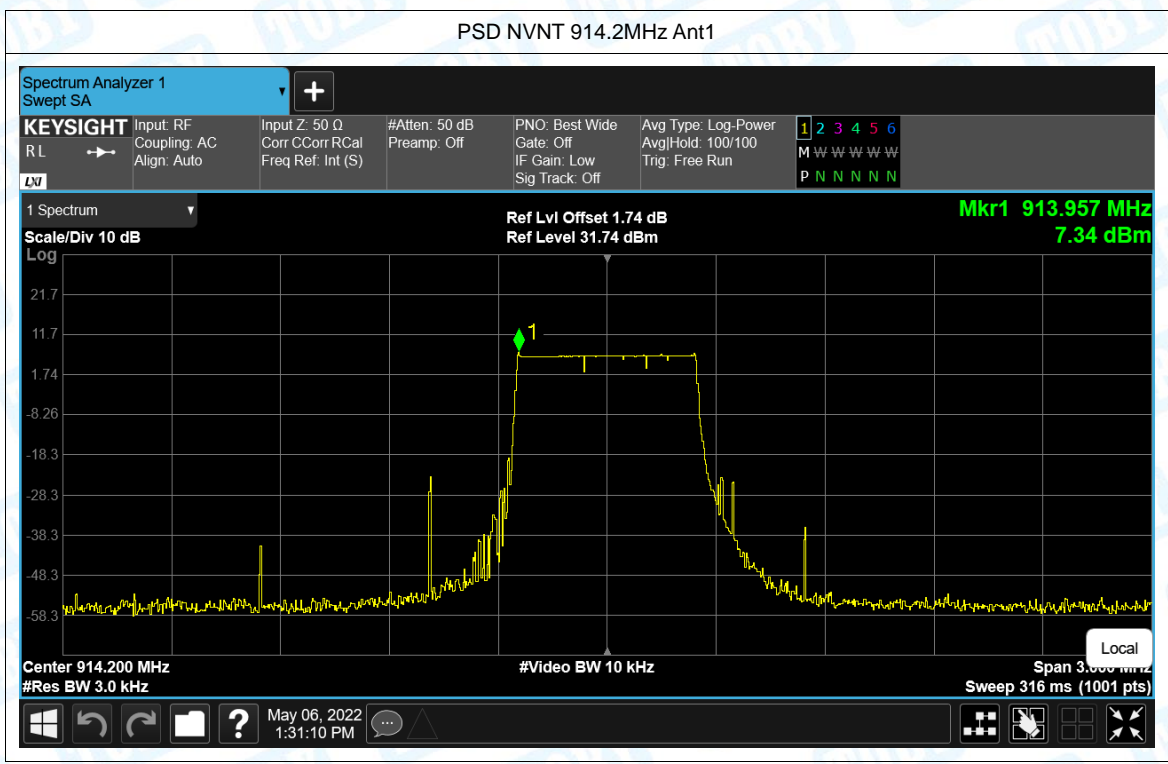 PSD NVNT 914.2MHz Ant1
Spectrum Analyzer 1
Swept SA
KEYSIGHT
R L
LXI
Input: RF
Coupling: AC
Align: Auto
Input Z: 50 Ω
Corr CCorr RCal
Freq Ref: Int (S)
#Atten: 50 dB
Preamp: Off
PNO: Best Wide
Gate: Off
IF Gain: Low
Sig Track: Off
Avg Type: Log-Power
Avg|Hold: 100/100
Trig: Free Run
1 2 3 4 5 6
M W W W W W
P N N N N N
1 Spectrum
Scale/Div 10 dB
Ref Lvl Offset 1.74 dB
Ref Level 31.74 dBm
Mkr1 913.957 MHz
7.34 dBm
Log
21.7
11.7
1.74
-8.26
-18.3
-28.3
-38.3
-48.3
-58.3
1
Local
Center 914.200 MHz
#Res BW 3.0 kHz
#Video BW 10 kHz
Span 3.000 MHz
Sweep 316 ms (1001 pts)
?
May 06, 2022
1:31:10 PM
TOBY